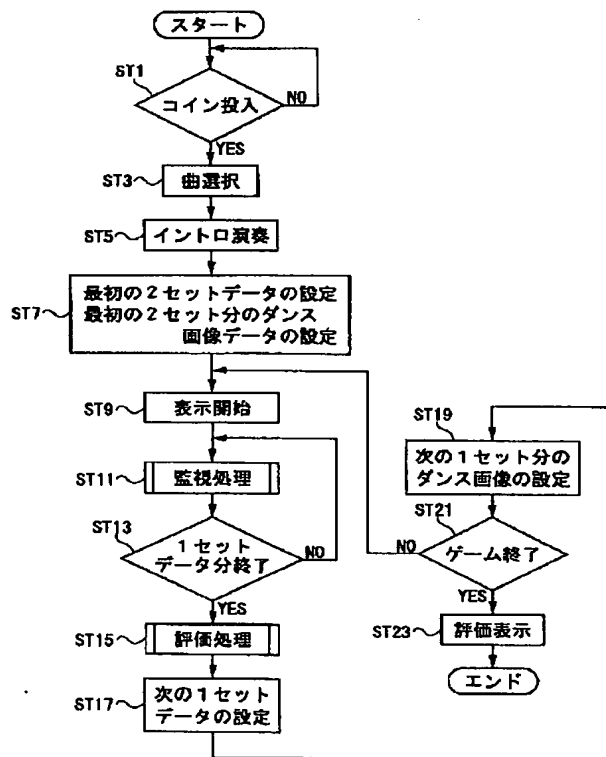 スタート
ST1
コイン投入
NO
YES
ST3
曲選択
ST5
イントロ演奏
ST7
最初の2セットデータの設定
最初の2セット分のダンス
画像データの設定
ST9
表示開始
ST11
監視処理
ST13
1セット
データ分終了
NO
YES
ST15
評価処理
ST17
次の1セット
データの設定
ST19
次の1セット分の
ダンス画像の設定
ST21
ゲーム終了
NO
YES
ST23
評価表示
エンド